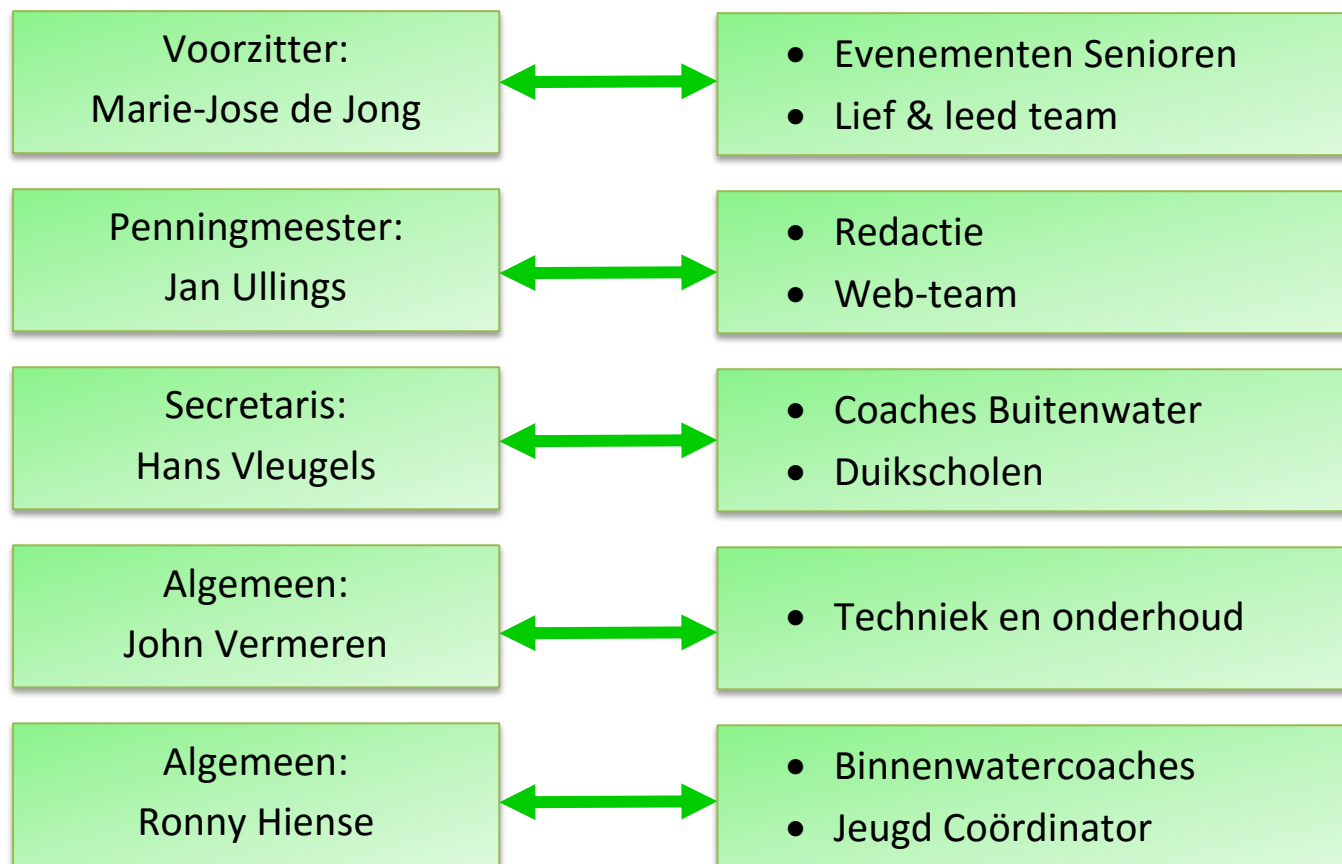 Voorzitter:
Marie-Jose de Jong
• Evenementen Senioren
• Lief & leed team
Penningmeester:
Jan Ullings
• Redactie
• Web-team
Secretaris:
Hans Vleugels
• Coaches Buitenwater
• Duikscholen
Algemeen:
John Vermeren
• Techniek en onderhoud
Algemeen:
Ronny Hiense
• Binnenwatercoaches
• Jeugd Coördinator